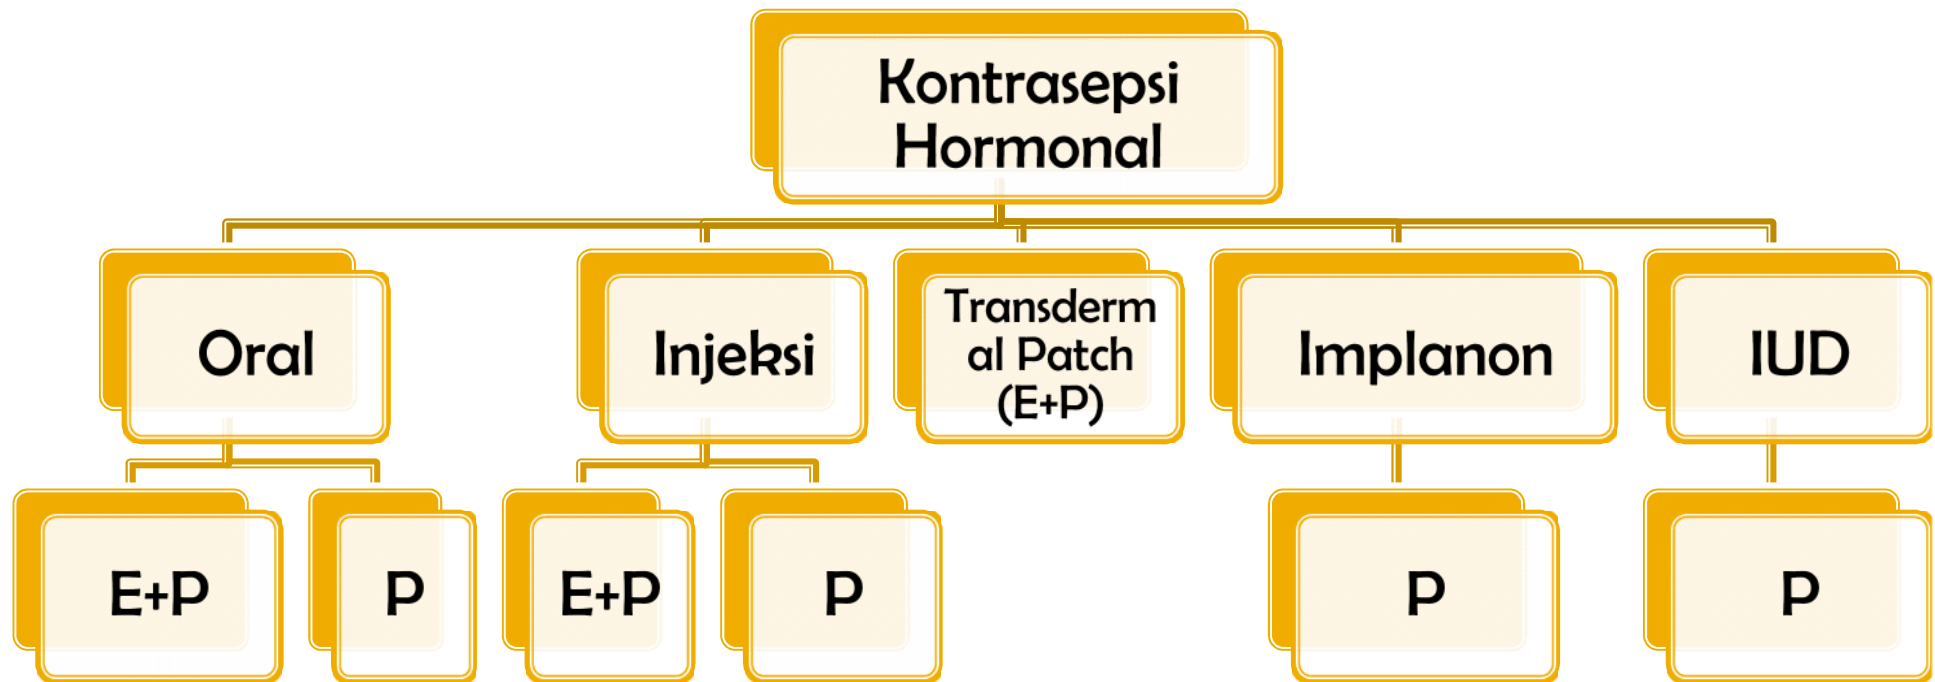 Kontrasepsi
Hormonal
Oral
Injeksi
Transderm
al Patch
(E+P)
Implanon
IUD
E+P
P
E+P
P
P
P